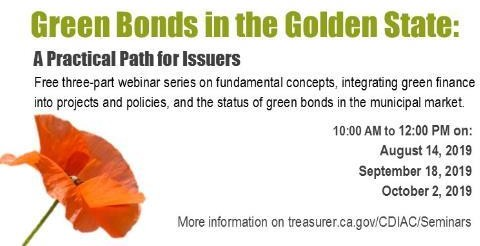 Green Bonds in the Golden State:
A Practical Path for Issuers
Free three-part webinar series on fundamental concepts, integrating green finance
into projects and policies, and the status of green bonds in the municipal market.
10:00 AM to 12:00 PM on:
August 14, 2019
September 18, 2019
October 2, 2019
More information on treasurer.ca.gov/CDIAC/Seminars